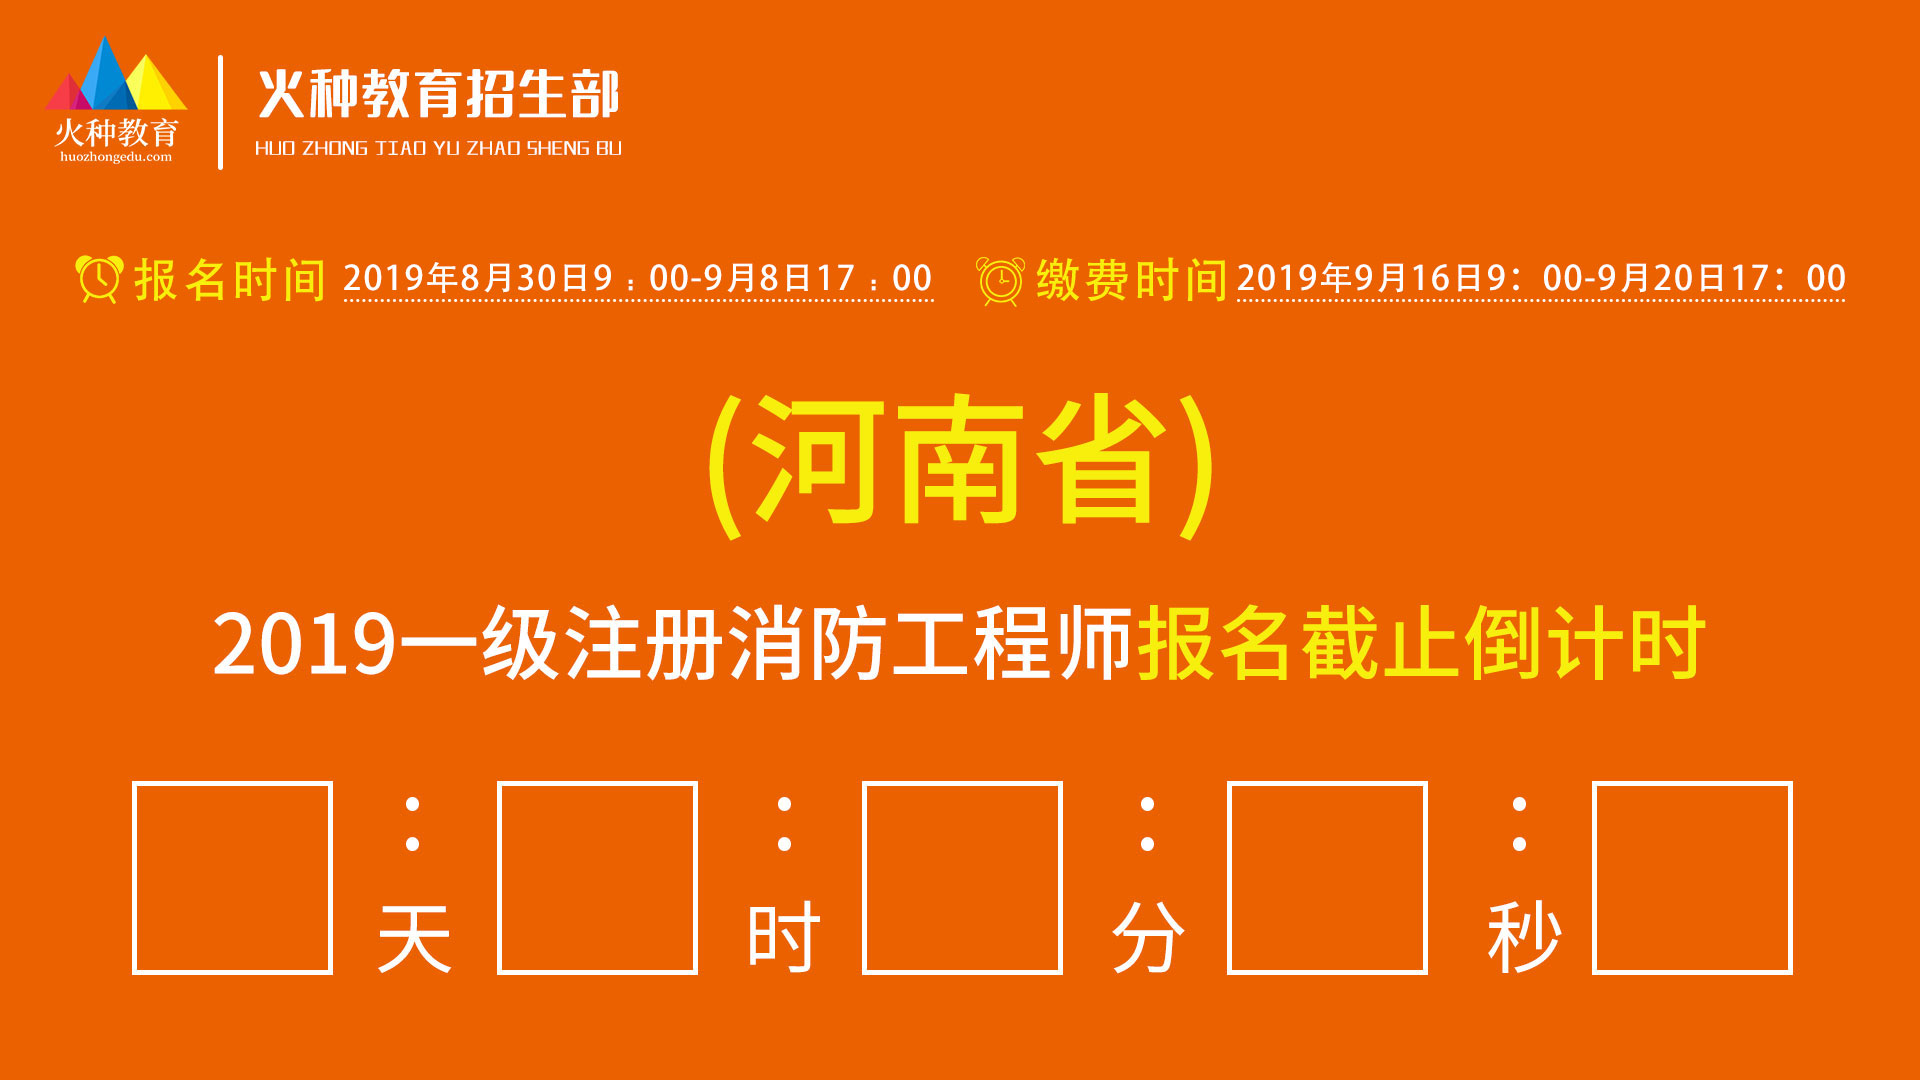 火种教育
huozhongedu.com
火种教育招生部
HUO ZHONG JIAO YU ZHAO SHENG BU
报名时间 2019年8月30日9：00-9月8日17：00
缴费时间 2019年9月16日9：00-9月20日17：00
(河南省)
2019一级注册消防工程师报名截止倒计时
: : : :
天 时 分 秒